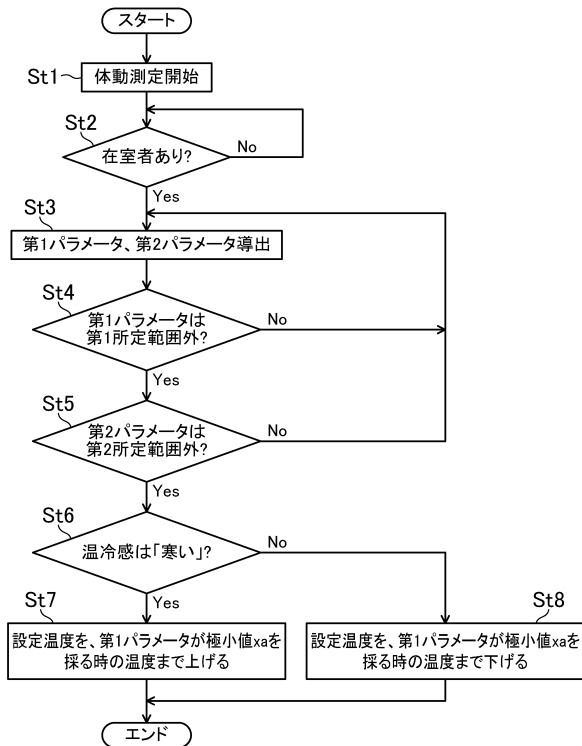 スタート
St1
体動測定開始
St2
在室者あり?
No
Yes
St3
第1パラメータ、第2パラメータ導出
St4
第1パラメータは
第1所定範囲外?
No
Yes
St5
第2パラメータは
第2所定範囲外?
No
Yes
St6
温冷感は「寒い」?
No
Yes
St7
設定温度を、第1パラメータが極小値xaを
採る時の温度まで上げる
St8
設定温度を、第1パラメータが極小値xaを
採る時の温度まで下げる
エンド